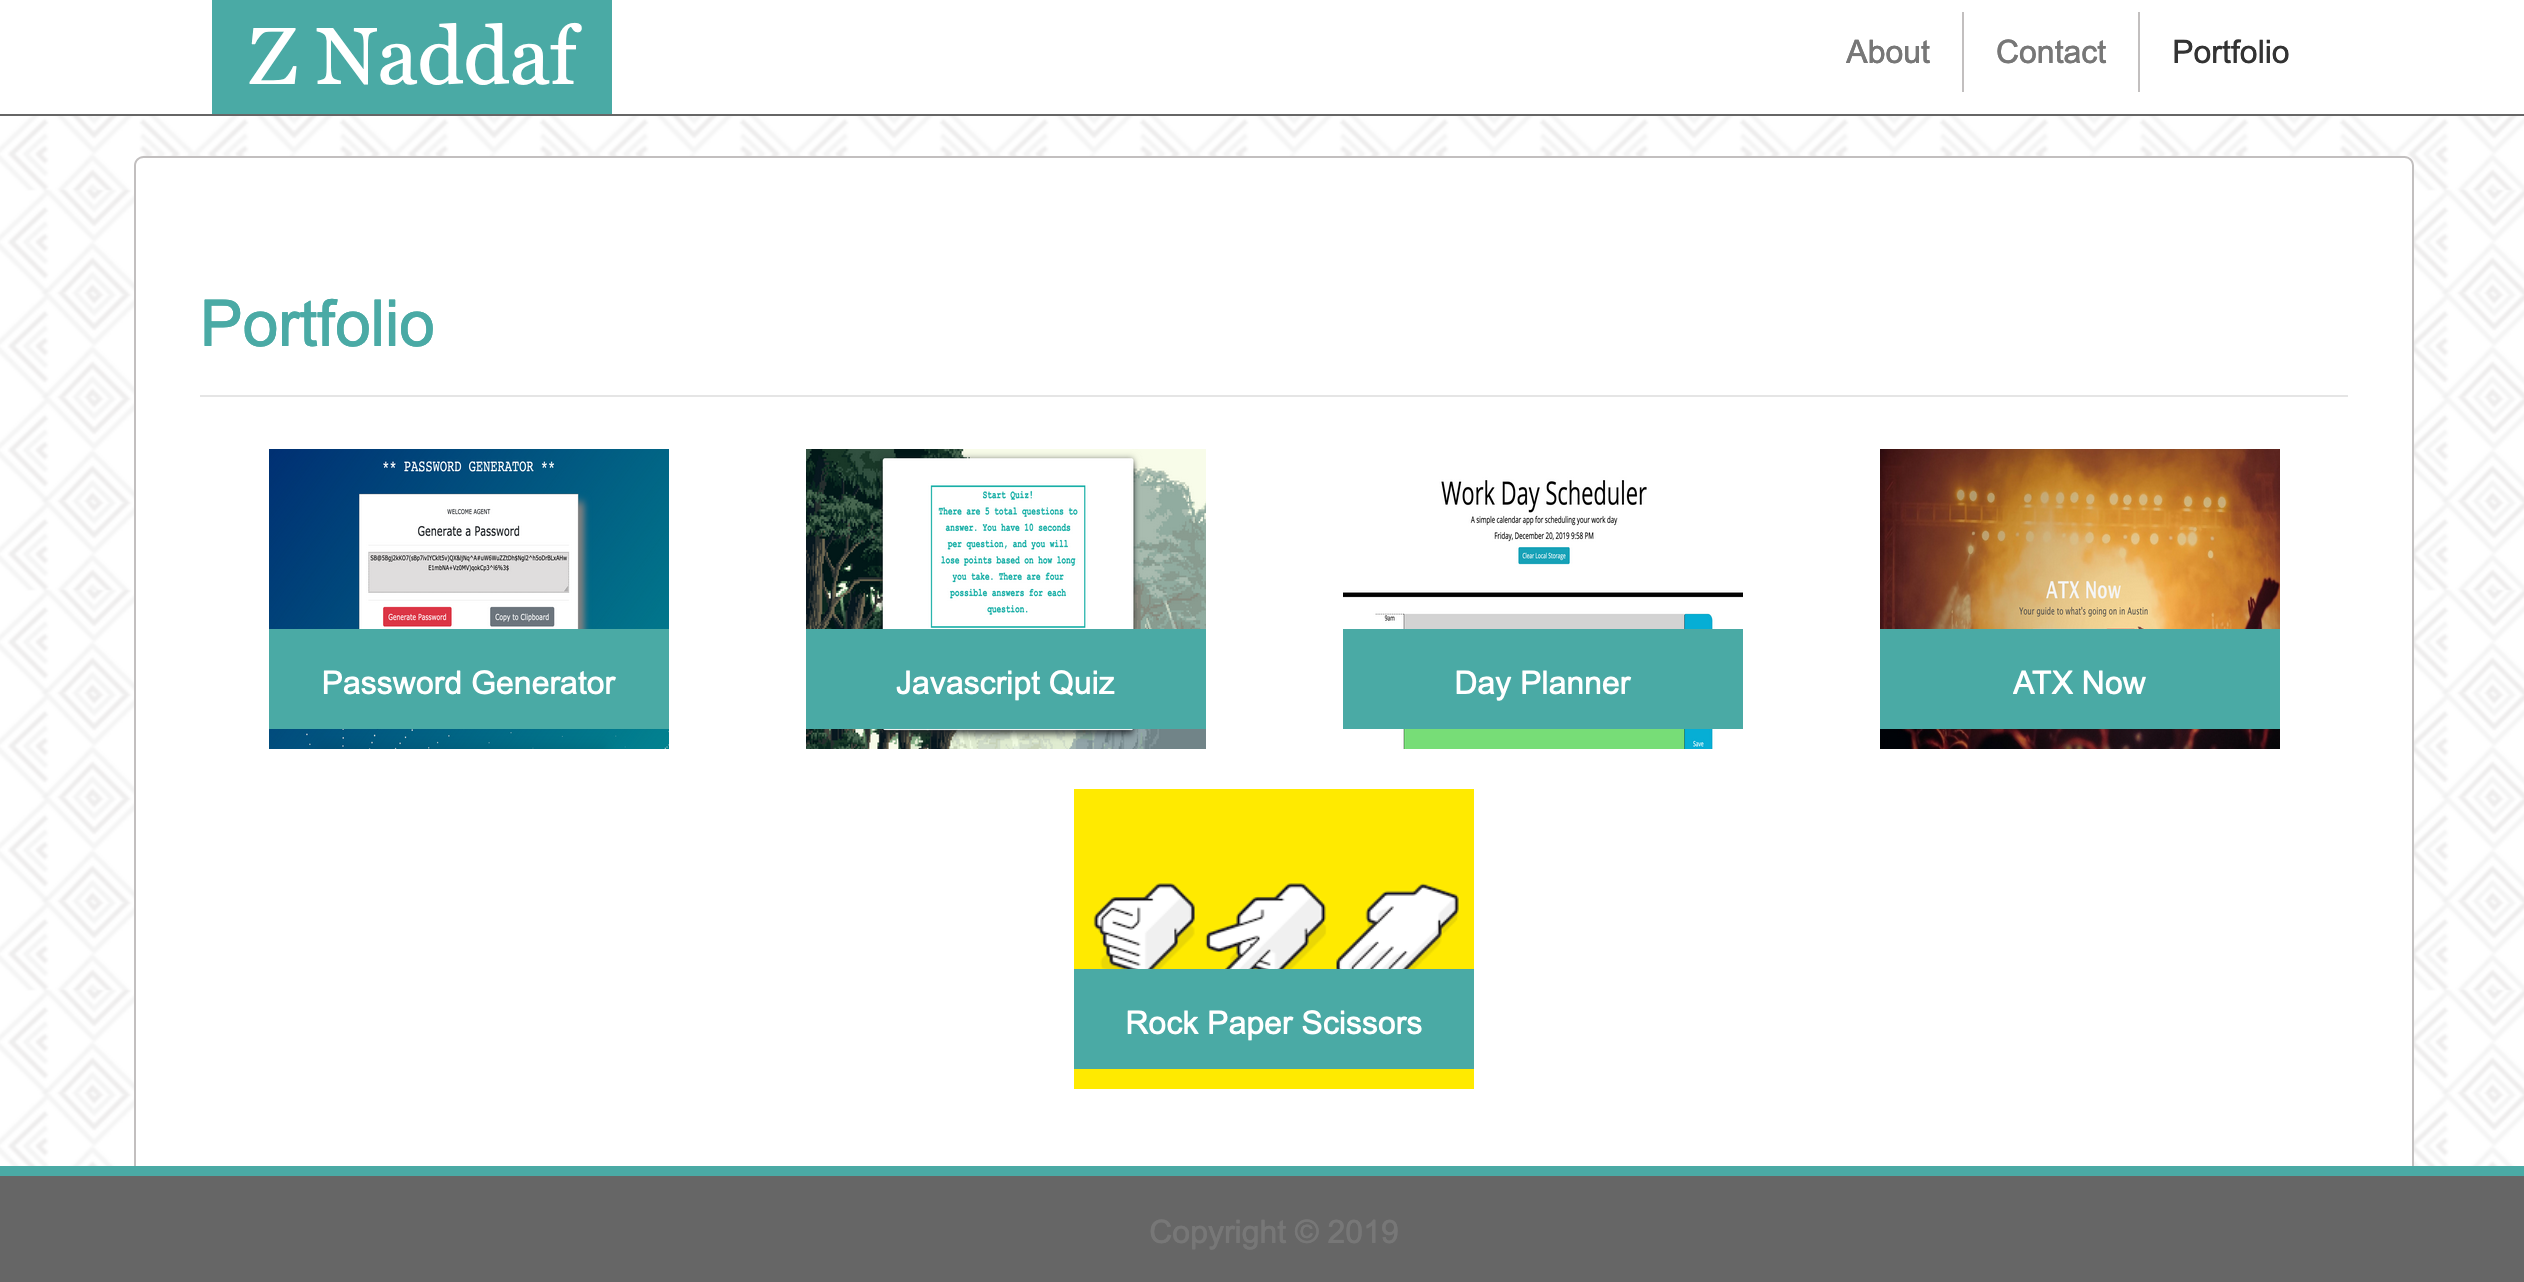 Z Naddaf
About
Contact
Portfolio
Portfolio
** PASSWORD GENERATOR **
WELCOME AGENT
Generate a Password
Generate Password
Copy to Clipboard
Password Generator
Start Quiz!
There are 5 total questions to
answer. You have 10 seconds
per question, and you will
lose points based on how long
you take. There are four
possible answers for each
question.
Javascript Quiz
Work Day Scheduler
A simple calendar app for scheduling your work day
Friday, December 20, 2019 9:58 PM
Clear Local Storage
9am
Day Planner
Save
ATX Now
Your guide to what's going on in Austin
ATX Now
Rock Paper Scissors
Copyright © 2019